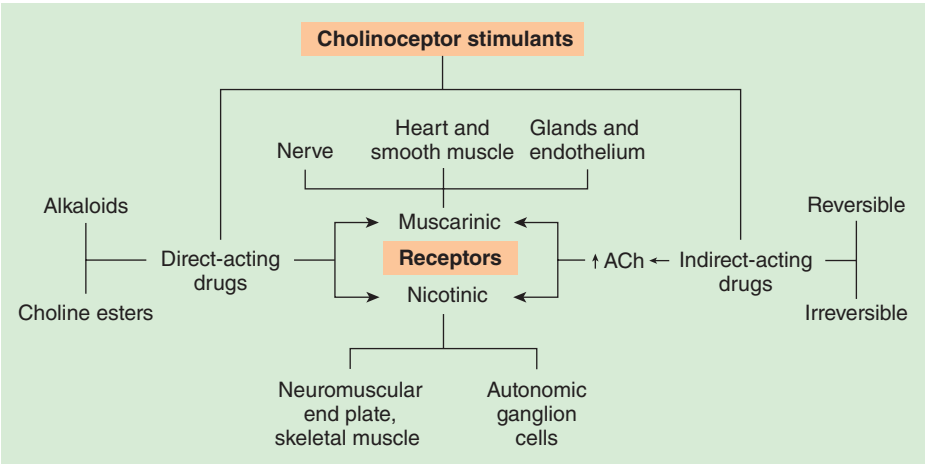 Cholinoceptor stimulants
Nerve
Heart and
smooth muscle
Glands and
endothelium
Alkaloids
Choline esters
Direct-acting
drugs
Muscarinic
Receptors
Nicotinic
↑ ACh
Indirect-acting
drugs
Reversible
Irreversible
Neuromuscular
end plate,
skeletal muscle
Autonomic
ganglion
cells